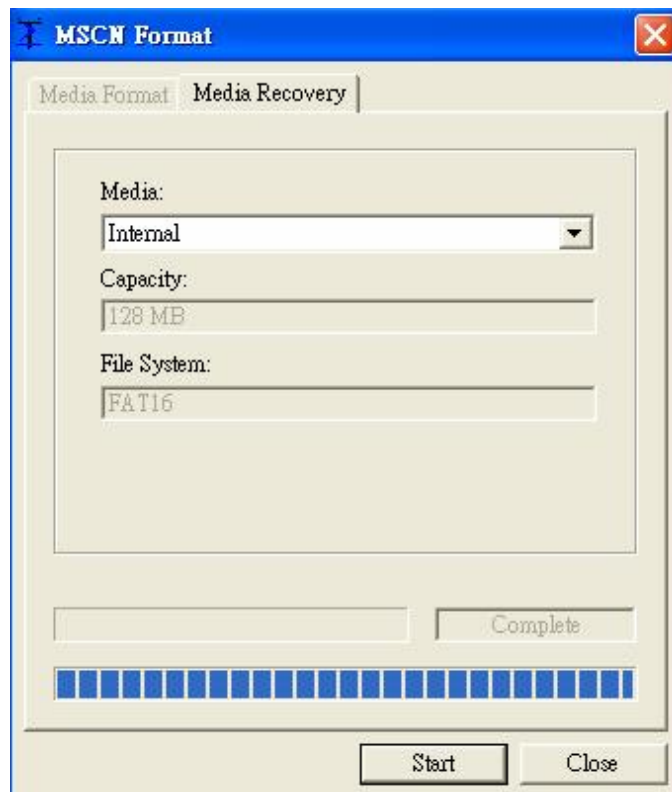 MSCN Format
Media Format Media Recovery
Media:
Internal
Capacity:
128 MB
File System:
FAT16
Complete
Start Close